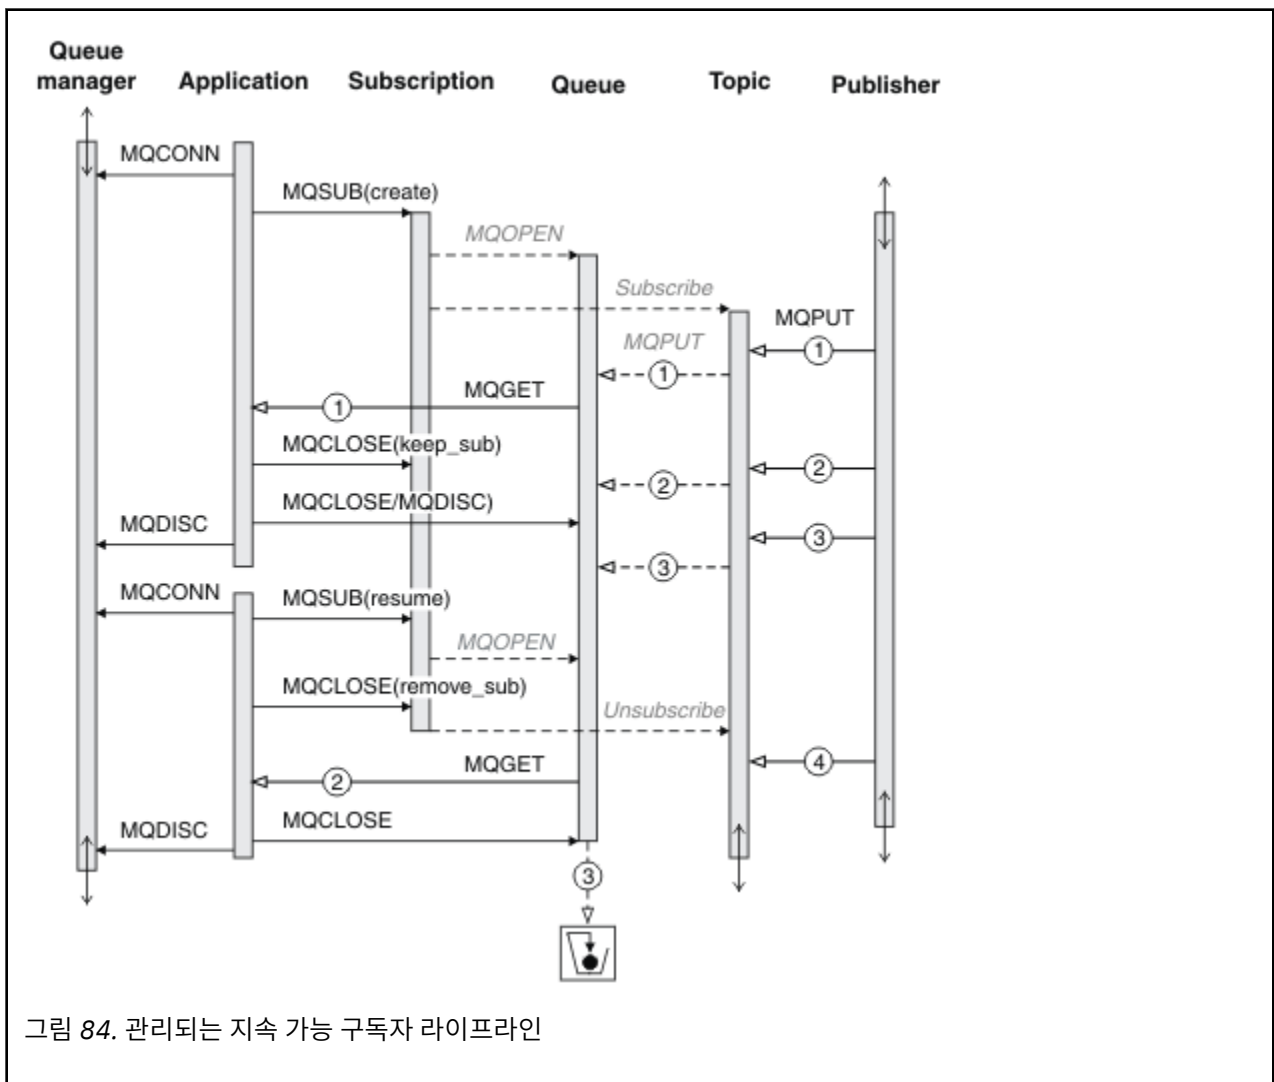 Queue manager
Application
Subscription
Queue
Topic
Publisher
MQCONN
MQSUB(create)
MQOPEN
Subscribe
MQPUT
1
MQPUT
1
MQGET
1
MQCLOSE(keep_sub)
2
2
MQCLOSE/MQDISC)
MQDISC
3
3
MQCONN
MQSUB(resume)
MQOPEN
MQCLOSE(remove_sub)
Unsubscribe
4
MQGET
2
MQCLOSE
MQDISC
3
그림 84. 관리되는 지속 가능 구독자 라이프라인